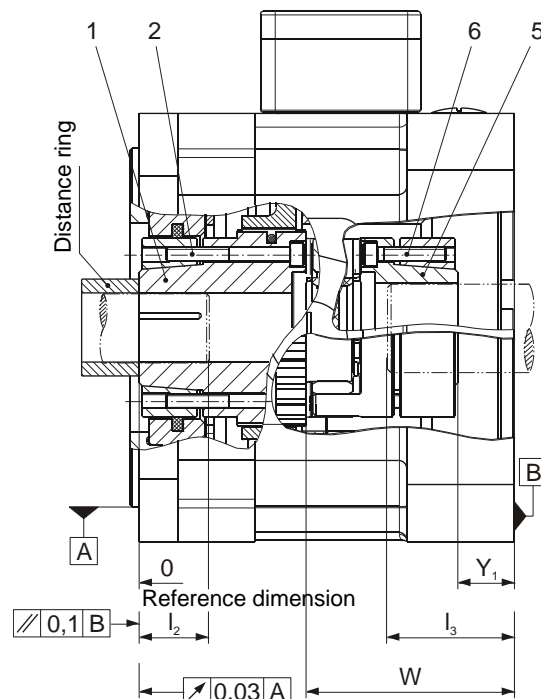 1
2
6
5
Distance ring
B
A
0
Y₁
Reference dimension
// 0,1 B
l₂
l₃
↗ 0,03 A
W